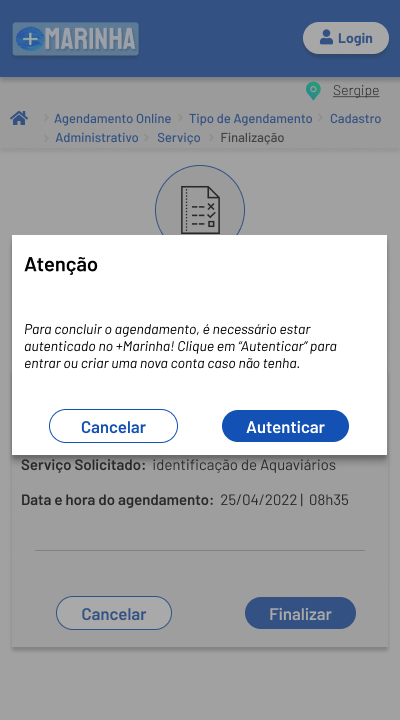 +MARINHA
Login
Sergipe
Agendamento Online > Tipo de Agendamento > Cadastro
> Administrativo > Serviço > Finalização
Atenção
Para concluir o agendamento, é necessário estar
autenticado no +Marinha! Clique em “Autenticar” para
entrar ou criar uma nova conta caso não tenha.
Cancelar Autenticar
Serviço Solicitado: identificação de Aquaviários
Data e hora do agendamento: 25/04/2022 | 08h35
Cancelar Finalizar